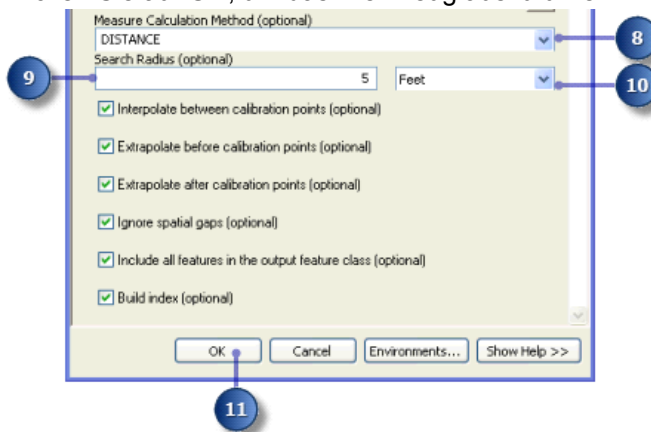 Measure Calculation Method (optional)
DISTANCE
8
Search Radius (optional)
9
5 Feet
10
Interpolate between calibration points (optional)
Extrapolate before calibration points (optional)
Extrapolate after calibration points (optional)
Ignore spatial gaps (optional)
Include all features in the output feature class (optional)
Build index (optional)
OK Cancel Environments... Show Help >>
11